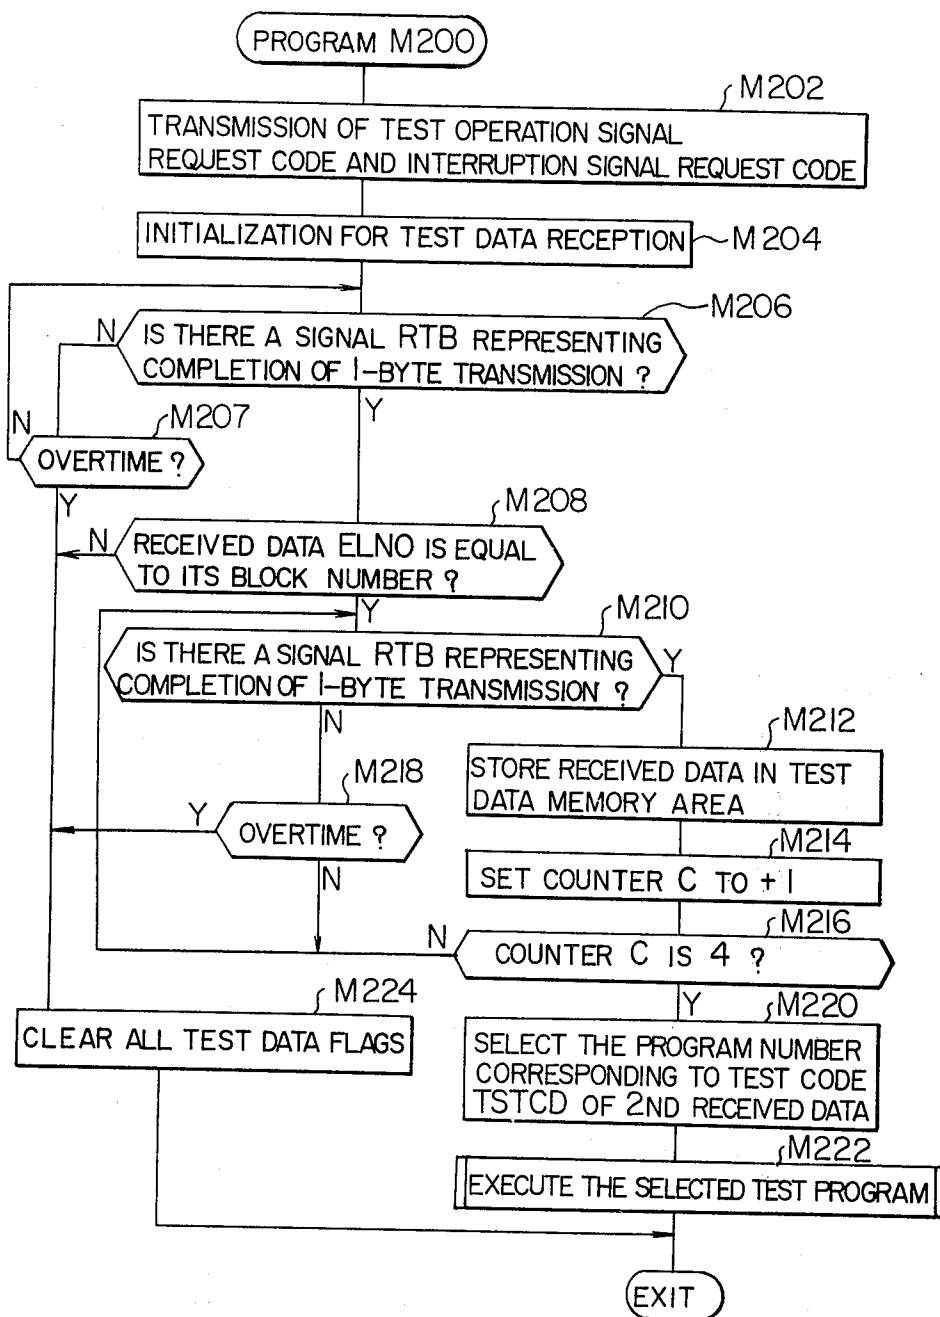 PROGRAM M200
M202
TRANSMISSION OF TEST OPERATION SIGNAL
REQUEST CODE AND INTERRUPTION SIGNAL REQUEST CODE
INITIALIZATION FOR TEST DATA RECEPTION
M204
M206
N
IS THERE A SIGNAL RTB REPRESENTING
COMPLETION OF 1-BYTE TRANSMISSION ?
Y
N
M207
OVERTIME ?
Y
M208
N
RECEIVED DATA ELNO IS EQUAL
TO ITS BLOCK NUMBER ?
Y
M210
IS THERE A SIGNAL RTB REPRESENTING
COMPLETION OF 1-BYTE TRANSMISSION ?
Y
N
M212
STORE RECEIVED DATA IN TEST
DATA MEMORY AREA
M218
Y
OVERTIME ?
N
M214
SET COUNTER C TO + 1
M216
N
COUNTER C IS 4 ?
Y
M224
CLEAR ALL TEST DATA FLAGS
M220
SELECT THE PROGRAM NUMBER
CORRESPONDING TO TEST CODE
TSTCD OF 2ND RECEIVED DATA
M222
EXECUTE THE SELECTED TEST PROGRAM
EXIT